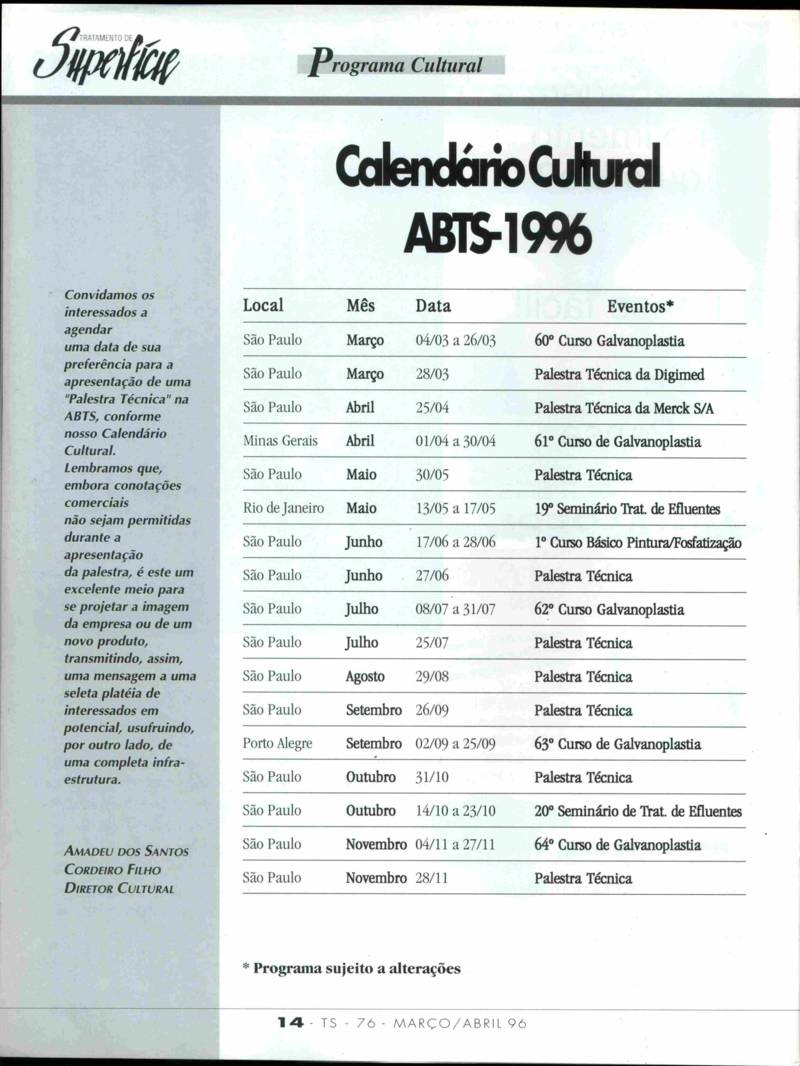 TRATAMENTO DE
Superfície
Programa Cultural
Calendário Cultural
ABTS-1996
Convidamos os
interessados a
agendar
uma data de sua
preferência para a
apresentação de uma
"Palestra Técnica" na
ABTS, conforme
nosso Calendário
Cultural.
Lembramos que,
embora conotações
comerciais
não sejam permitidas
durante a
apresentação
da palestra, é este um
excelente meio para
se projetar a imagem
da empresa ou de um
novo produto,
transmitindo, assim,
uma mensagem a uma
seleta platéia de
interessados em
potencial, usufruindo,
por outro lado, de
uma completa infra-
estrutura.
AMADEU DOS SANTOS
CORDEIRO FILHO
DIRETOR CULTURAL
Local Mês Data Eventos*
São Paulo Março 04/03 a 26/03 60º Curso Galvanoplastia
São Paulo Março 28/03 Palestra Técnica da Digimed
São Paulo Abril 25/04 Palestra Técnica da Merck S/A
Minas Gerais Abril 01/04 a 30/04 61º Curso de Galvanoplastia
São Paulo Maio 30/05 Palestra Técnica
Rio de Janeiro Maio 13/05 a 17/05 19º Seminário Trat. de Efluentes
São Paulo Junho 17/06 a 28/06 1º Curso Básico Pintura/Fosfatização
São Paulo Junho 27/06 Palestra Técnica
São Paulo Julho 08/07 a 31/07 62º Curso Galvanoplastia
São Paulo Julho 25/07 Palestra Técnica
São Paulo Agosto 29/08 Palestra Técnica
São Paulo Setembro 26/09 Palestra Técnica
Porto Alegre Setembro 02/09 a 25/09 63º Curso de Galvanoplastia
São Paulo Outubro 31/10 Palestra Técnica
São Paulo Outubro 14/10 a 23/10 20º Seminário de Trat. de Efluentes
São Paulo Novembro 04/11 a 27/11 64º Curso de Galvanoplastia
São Paulo Novembro 28/11 Palestra Técnica
* Programa sujeito a alterações
14 - TS - 76 - MARÇO/ABRIL 96